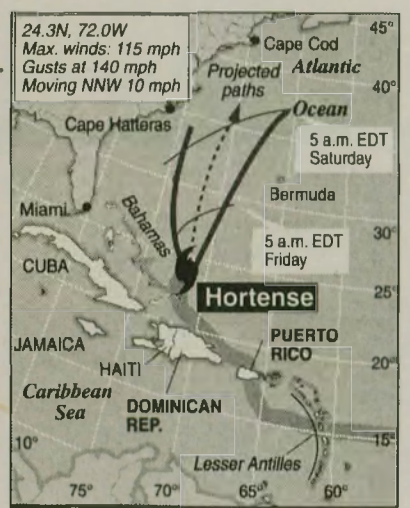 24.3N, 72.0W
Max. winds: 115 mph
Gusts at 140 mph
Moving NNW 10 mph
45°
Cape Cod
Projected
paths
Atlantic
40°
Ocean
Cape Hatteras
5 a.m. EDT
Saturday
Bermuda
Miami
Bahamas
30°
5 a.m. EDT
Friday
CUBA
25°
Hortense
JAMAICA
PUERTO
RICO
HAITI
20°
Caribbean
Sea
DOMINICAN
REP.
15°
10°
Lesser Antilles
75°
70°
65°
60°